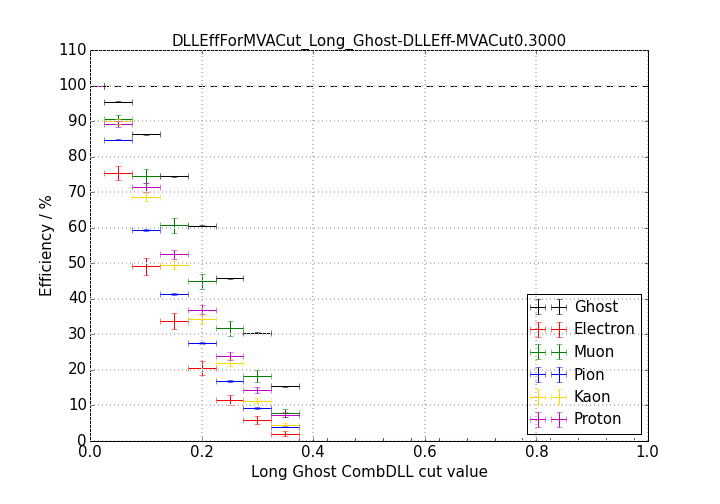 DLLEffForMVACut_Long_Ghost-DLLEff-MVACut0.3000
110
100
90
80
70
60
50
40
30
20
10
0
Efficiency / %
Ghost
Electron
Muon
Pion
Kaon
Proton
0.0 0.2 0.4 0.6 0.8 1.0
Long Ghost CombDLL cut value